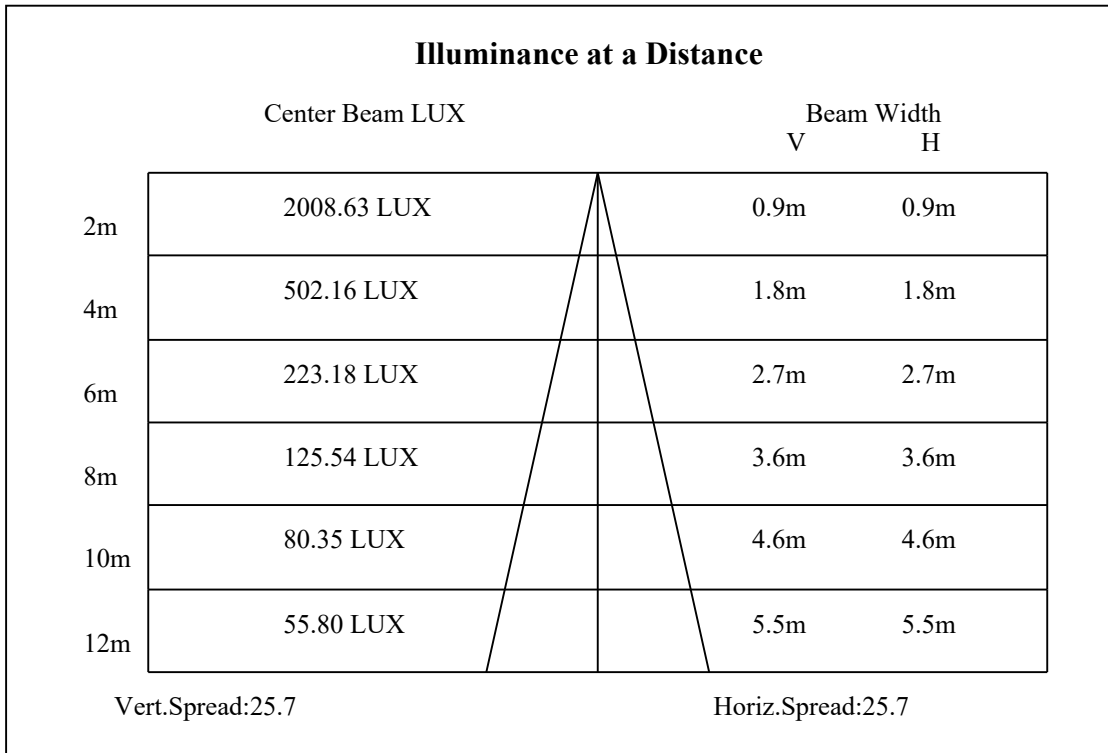 Illuminance at a Distance
Center Beam LUX Beam Width
V H
2m 2008.63 LUX 0.9m 0.9m
4m 502.16 LUX 1.8m 1.8m
6m 223.18 LUX 2.7m 2.7m
8m 125.54 LUX 3.6m 3.6m
10m 80.35 LUX 4.6m 4.6m
12m 55.80 LUX 5.5m 5.5m
Vert.Spread:25.7 Horiz.Spread:25.7